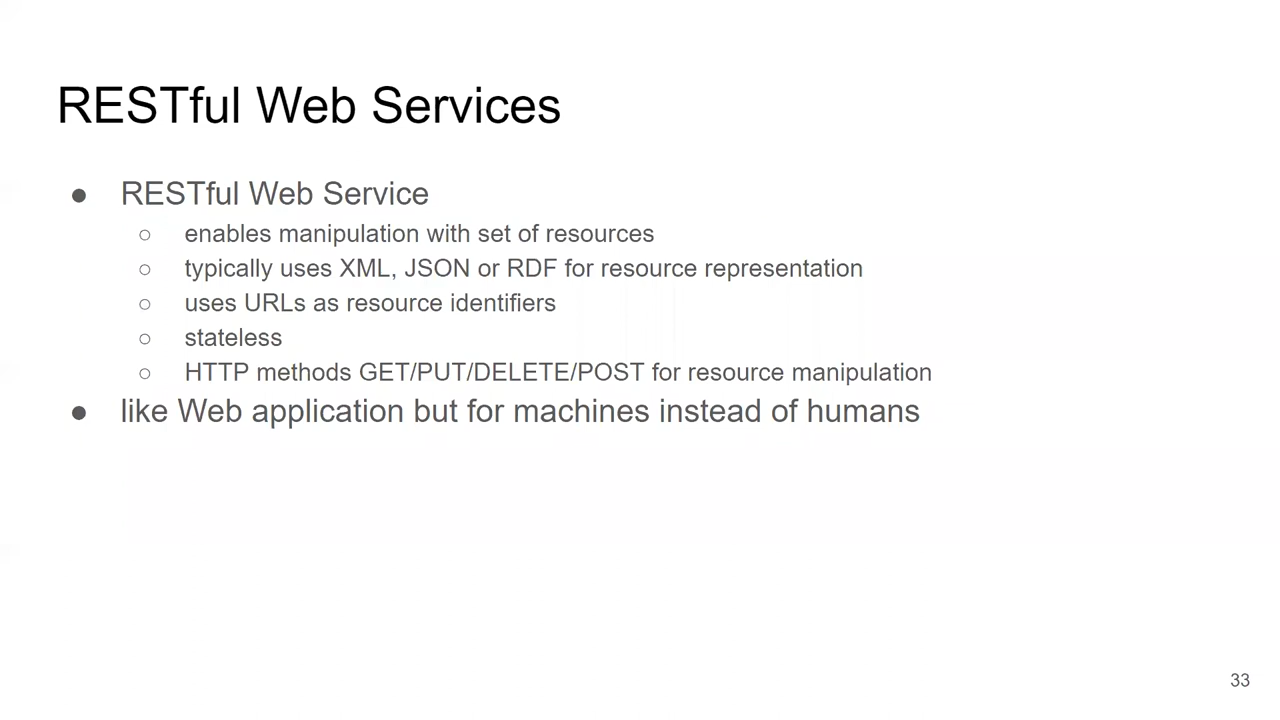 RESTful Web Services
● RESTful Web Service
○ enables manipulation with set of resources
○ typically uses XML, JSON or RDF for resource representation
○ uses URLs as resource identifiers
○ stateless
○ HTTP methods GET/PUT/DELETE/POST for resource manipulation
● like Web application but for machines instead of humans
33